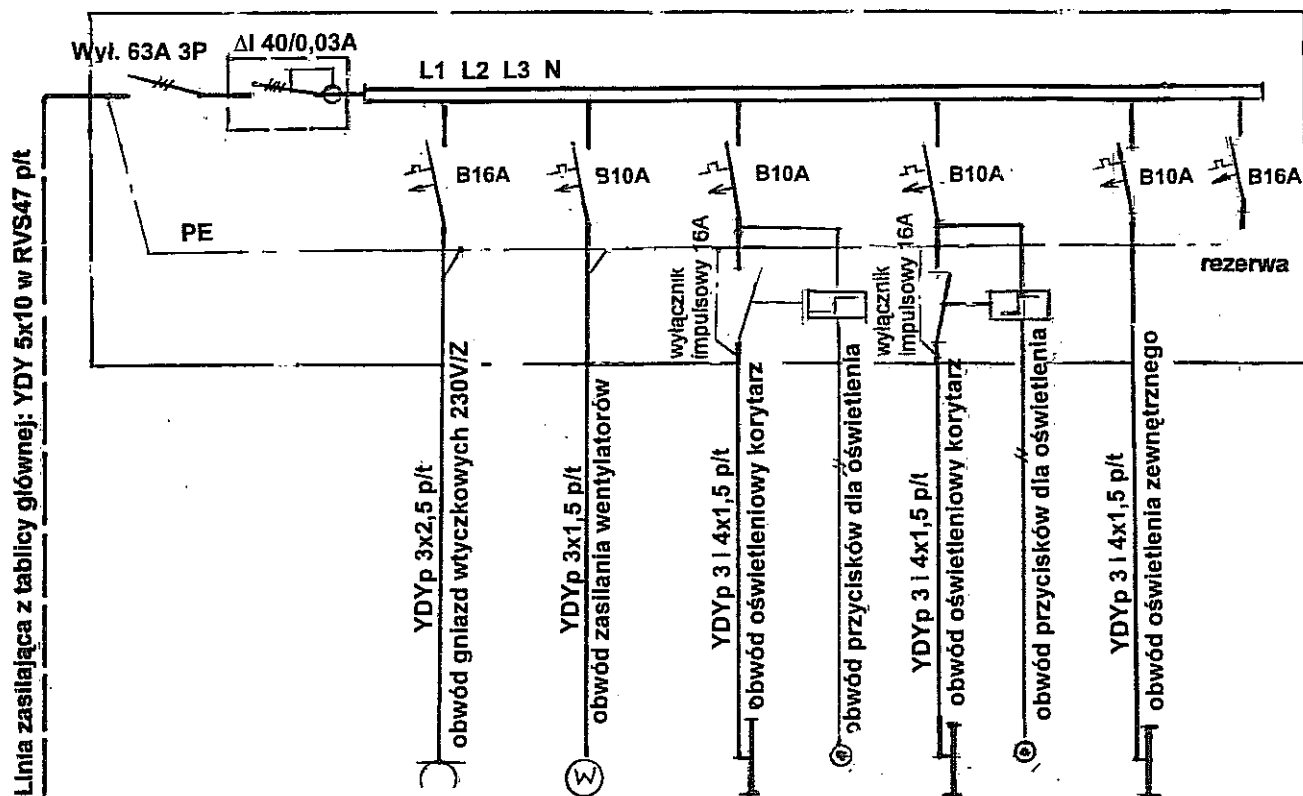 Wył. 63A 3P
ΔI 40/0,03A
L1 L2 L3 N
Linia zasilająca z tablicy głównej: YDY 5x10 w RVS47 p/t
PE
B16A
B10A
B10A
B10A
B10A
B16A
rezerwa
wyłącznik
impulsowy 16A
wyłącznik
impulsowy 16A
YDYp 3x2,5 p/t
obwód gniazd wtyczkowych 230V/Z
YDYp 3x1,5 p/t
obwód zasilania wentylatorów
YDYp 3 i 4x1,5 p/t
obwód oświetleniowy korytarz
obwód przycisków dla oświetlenia
YDYp 3 i 4x1,5 p/t
obwód oświetleniowy korytarz
obwód przycisków dla oświetlenia
YDYp 3 i 4x1,5 p/t
obwód oświetlenia zewnętrznego
W